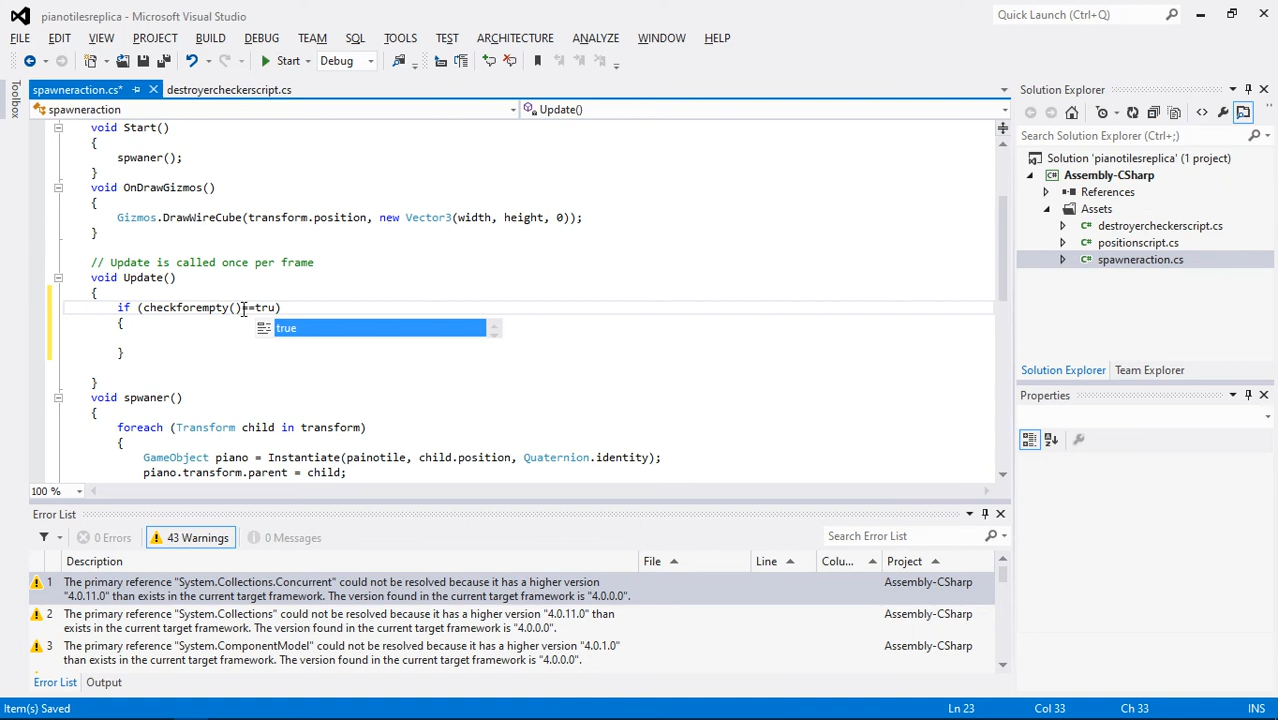 pianotilesreplica - Microsoft Visual Studio
Quick Launch (Ctrl+Q)
FILE EDIT VIEW PROJECT BUILD DEBUG TEAM SQL TOOLS TEST ARCHITECTURE ANALYZE WINDOW HELP
Start Debug
Toolbox
spawneraction.cs* destroyercheckerscript.cs
spawneraction Update()
void Start()
{
spwaner();
}
void OnDrawGizmos()
{
Gizmos.DrawWireCube(transform.position, new Vector3(width, height, 0));
}
// Update is called once per frame
void Update()
{
if (checkforempty()==tru)
{
true
}
}
void spwaner()
{
foreach (Transform child in transform)
{
GameObject piano = Instantiate(painotile, child.position, Quaternion.identity);
piano.transform.parent = child;
100 %
Solution Explorer
Search Solution Explorer (Ctrl+;)
Solution 'pianotilesreplica' (1 project)
Assembly-CSharp
References
Assets
destroyercheckerscript.cs
positionscript.cs
spawneraction.cs
Solution Explorer Team Explorer
Properties
Error List
0 Errors 43 Warnings 0 Messages
Search Error List
Description File Line Colu... Project
1 The primary reference "System.Collections.Concurrent" could not be resolved because it has a higher version Assembly-CSharp
"4.0.11.0" than exists in the current target framework. The version found in the current target framework is "4.0.0.0".
2 The primary reference "System.Collections" could not be resolved because it has a higher version "4.0.11.0" than Assembly-CSharp
exists in the current target framework. The version found in the current target framework is "4.0.0.0".
3 The primary reference "System.ComponentModel" could not be resolved because it has a higher version "4.0.1.0" Assembly-CSharp
than exists in the current target framework. The version found in the current target framework is "4.0.0.0".
Error List Output
Item(s) Saved Ln 23 Col 33 Ch 33 INS